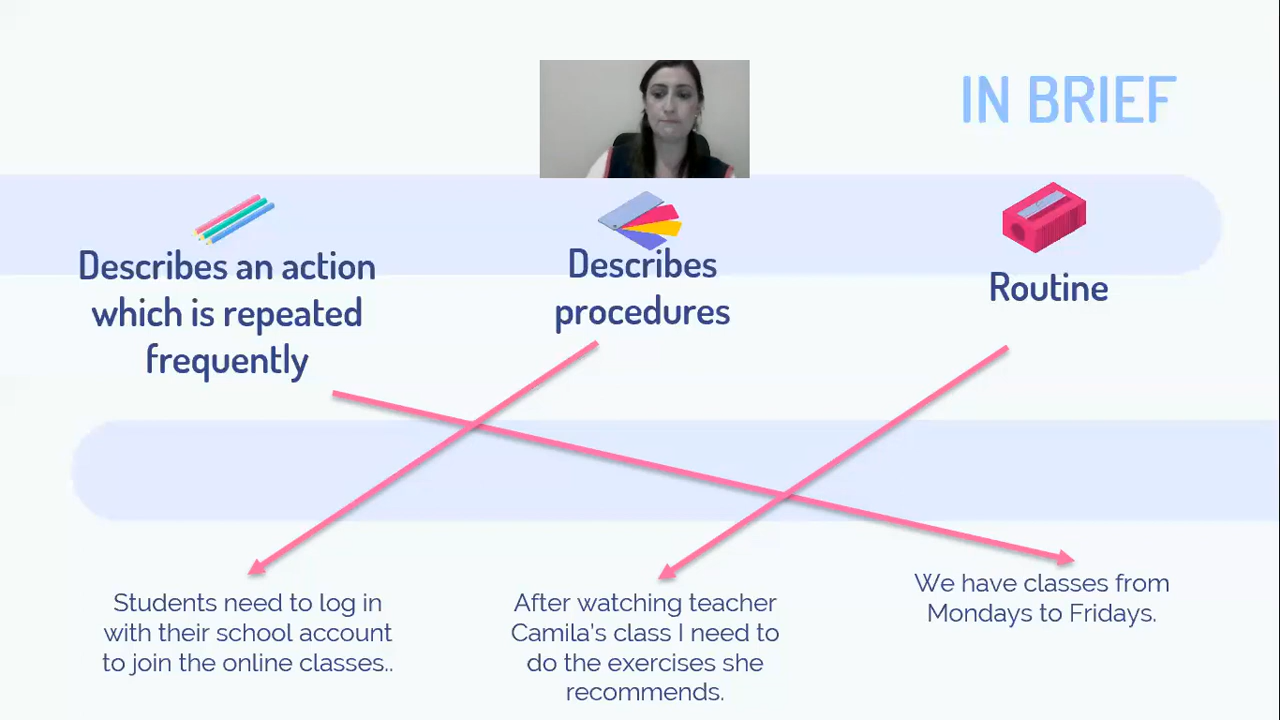 IN BRIEF
Describes an action
which is repeated
frequently
Describes
procedures
Routine
Students need to log in
with their school account
to join the online classes..
After watching teacher
Camila's class I need to
do the exercises she
recommends.
We have classes from
Mondays to Fridays.